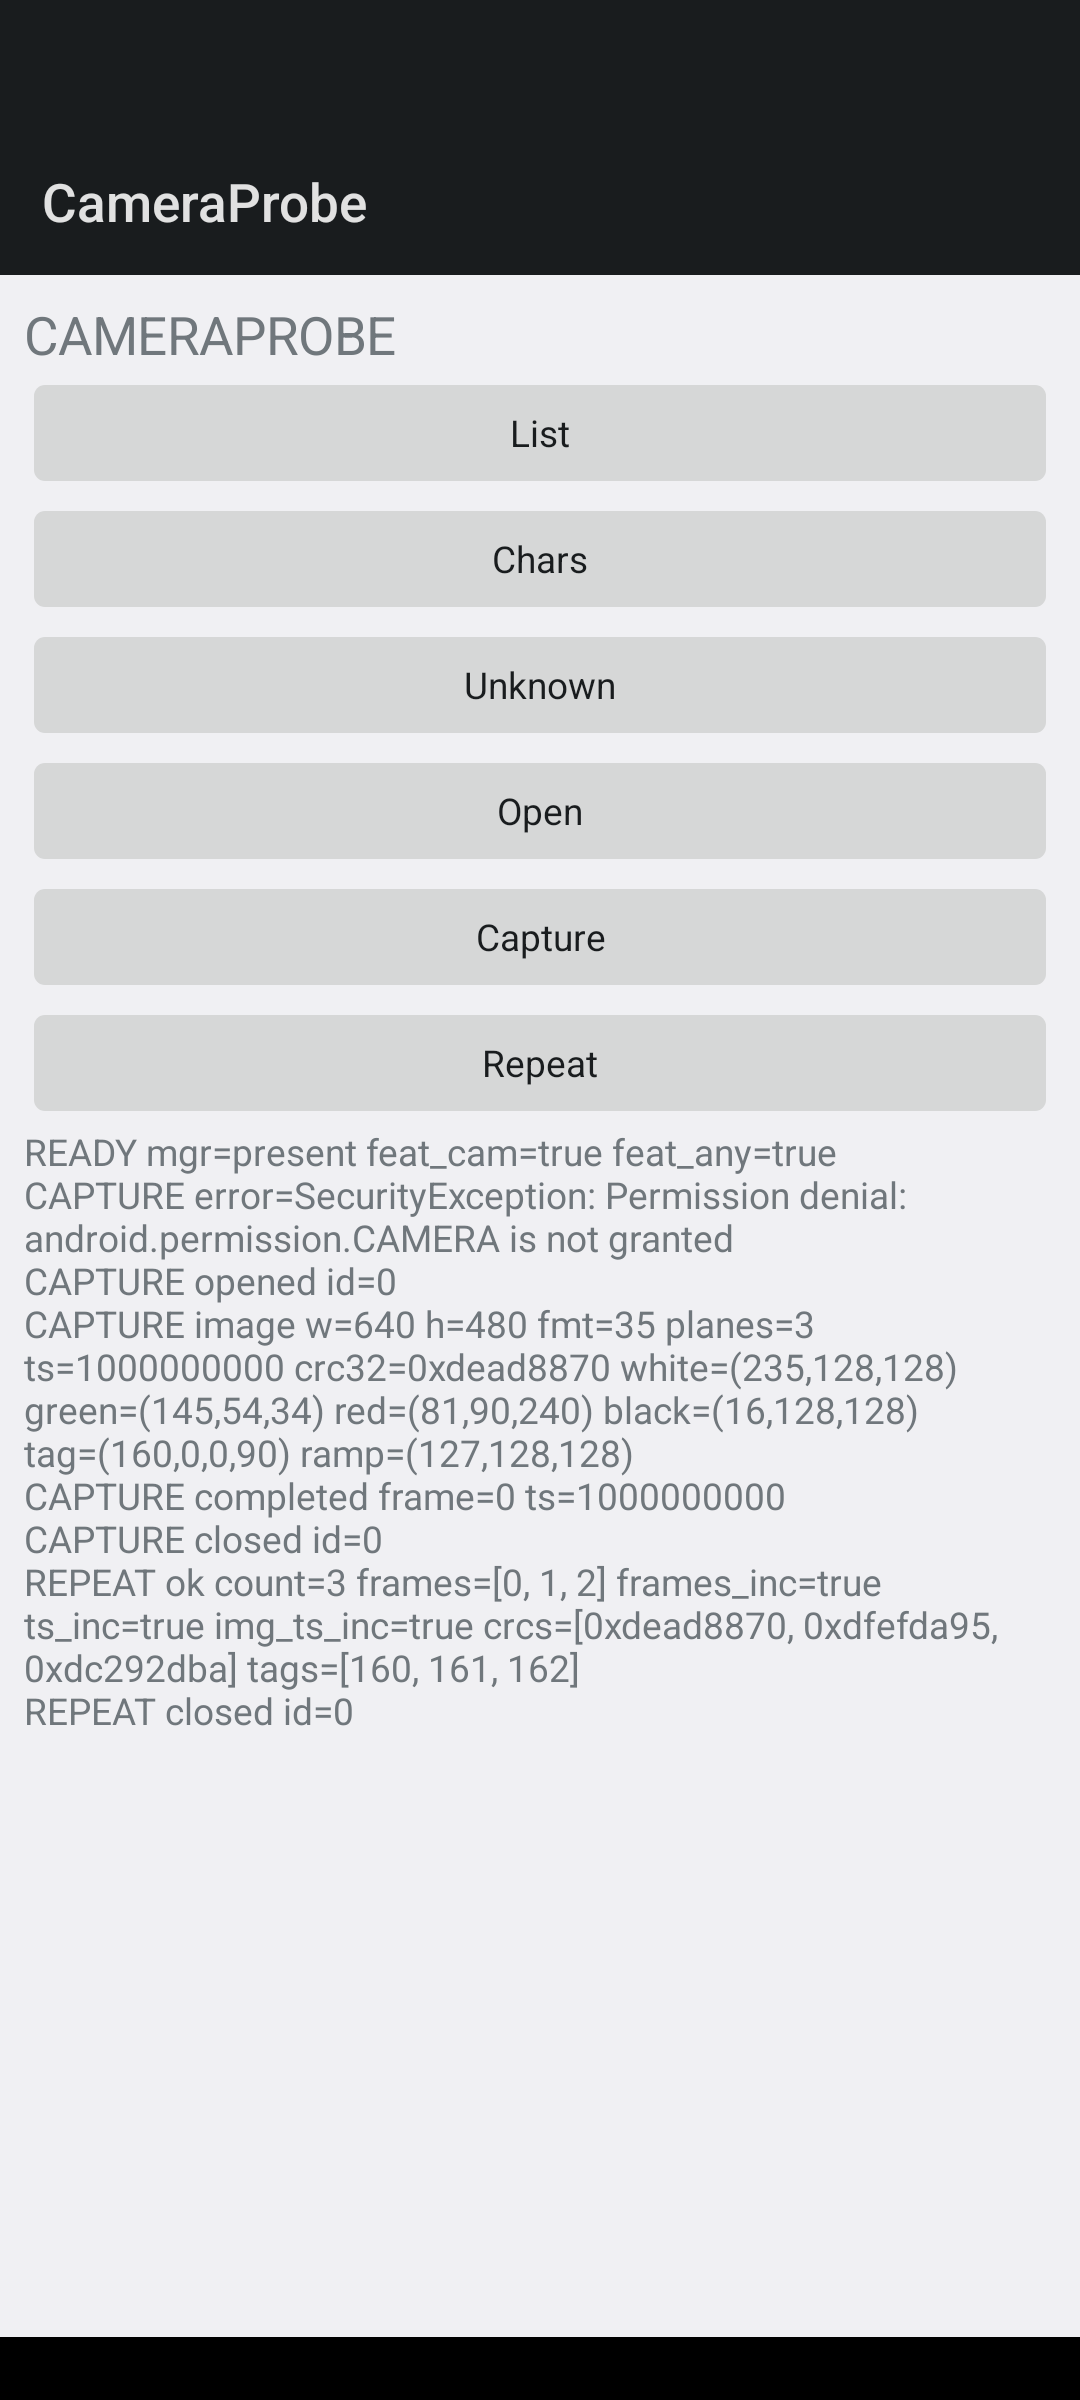 CameraProbe
CAMERAPROBE
List
Chars
Unknown
Open
Capture
Repeat
READY mgr=present feat_cam=true feat_any=true
CAPTURE error=SecurityException: Permission denial:
android.permission.CAMERA is not granted
CAPTURE opened id=0
CAPTURE image w=640 h=480 fmt=35 planes=3
ts=1000000000 crc32=0xdead8870 white=(235,128,128)
green=(145,54,34) red=(81,90,240) black=(16,128,128)
tag=(160,0,0,90) ramp=(127,128,128)
CAPTURE completed frame=0 ts=1000000000
CAPTURE closed id=0
REPEAT ok count=3 frames=[0, 1, 2] frames_inc=true
ts_inc=true img_ts_inc=true crcs=[0xdead8870, 0xdfefda95,
0xdc292dba] tags=[160, 161, 162]
REPEAT closed id=0